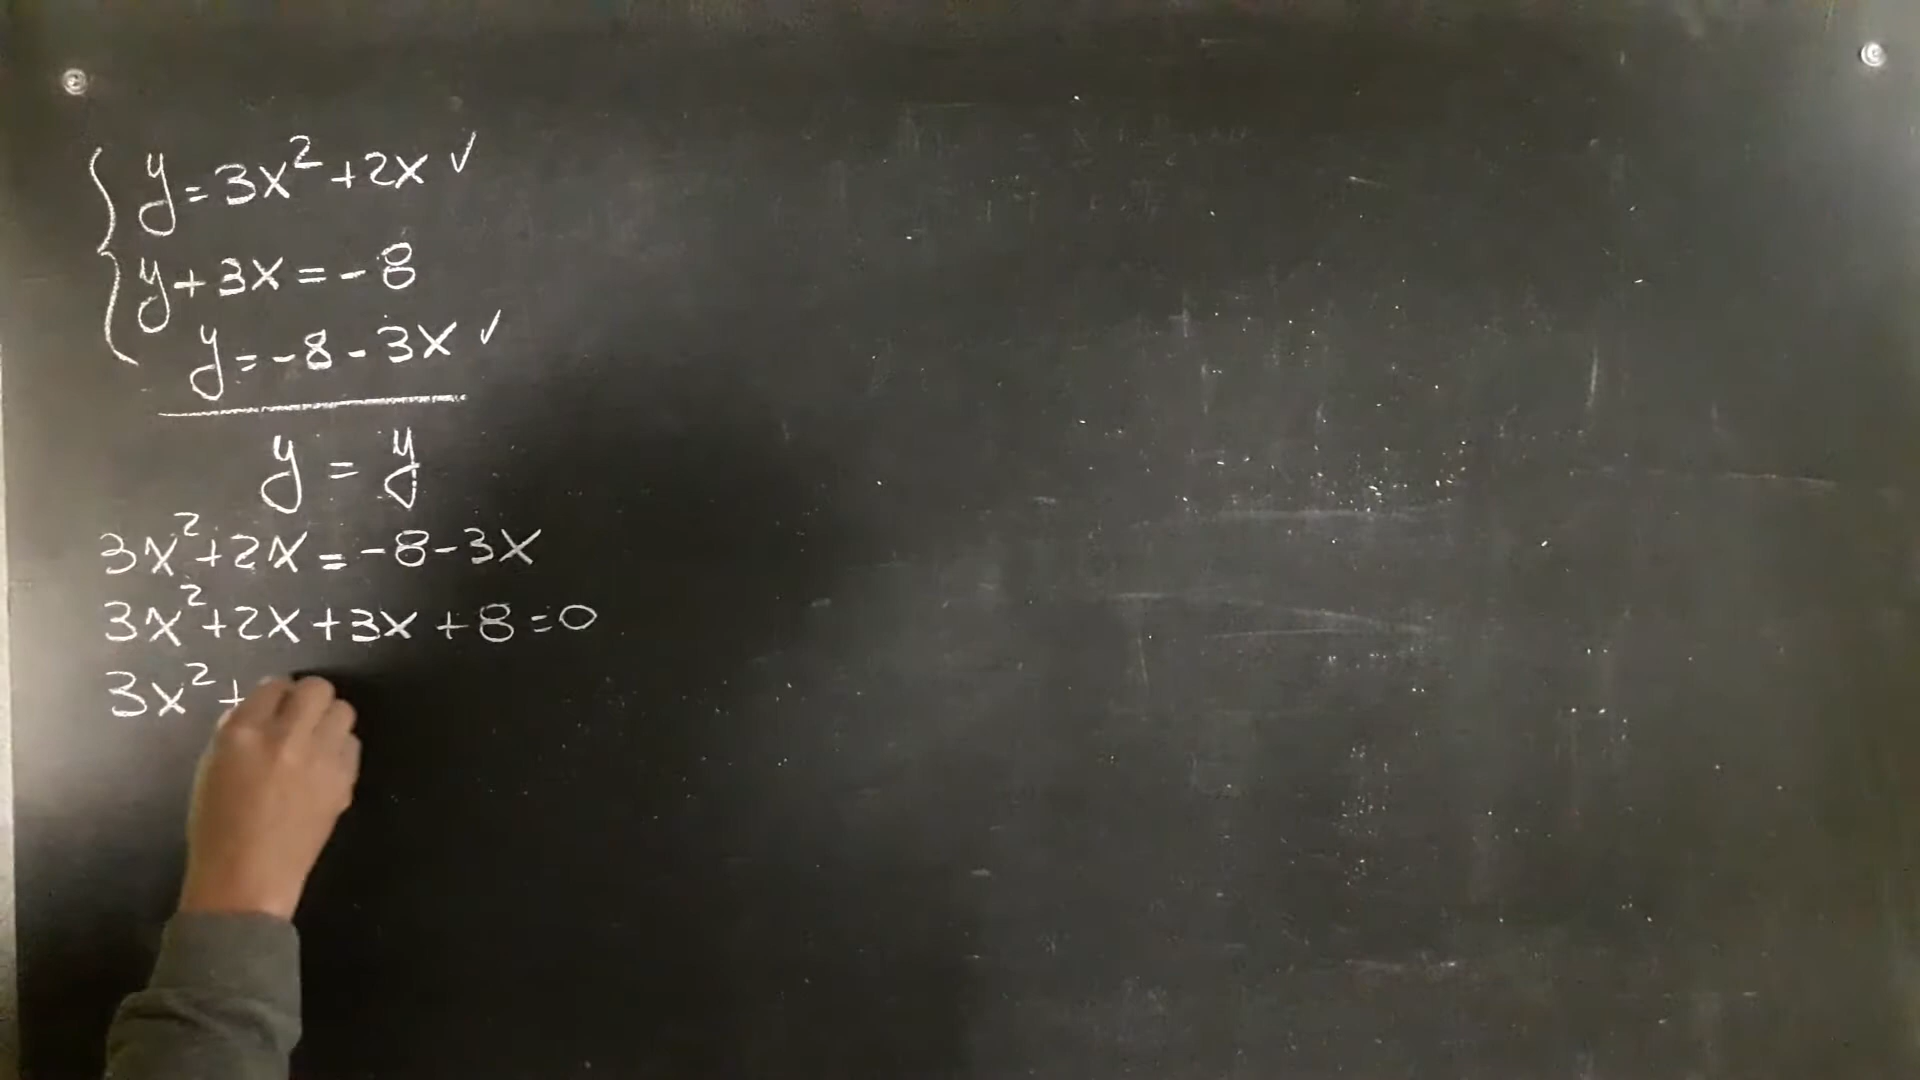 y=3x²+2x ✓
y+3x=-8
y=-8-3x ✓
y = y
3x²+2x=-8-3x
3x²+2x+3x+8=0
3x²+